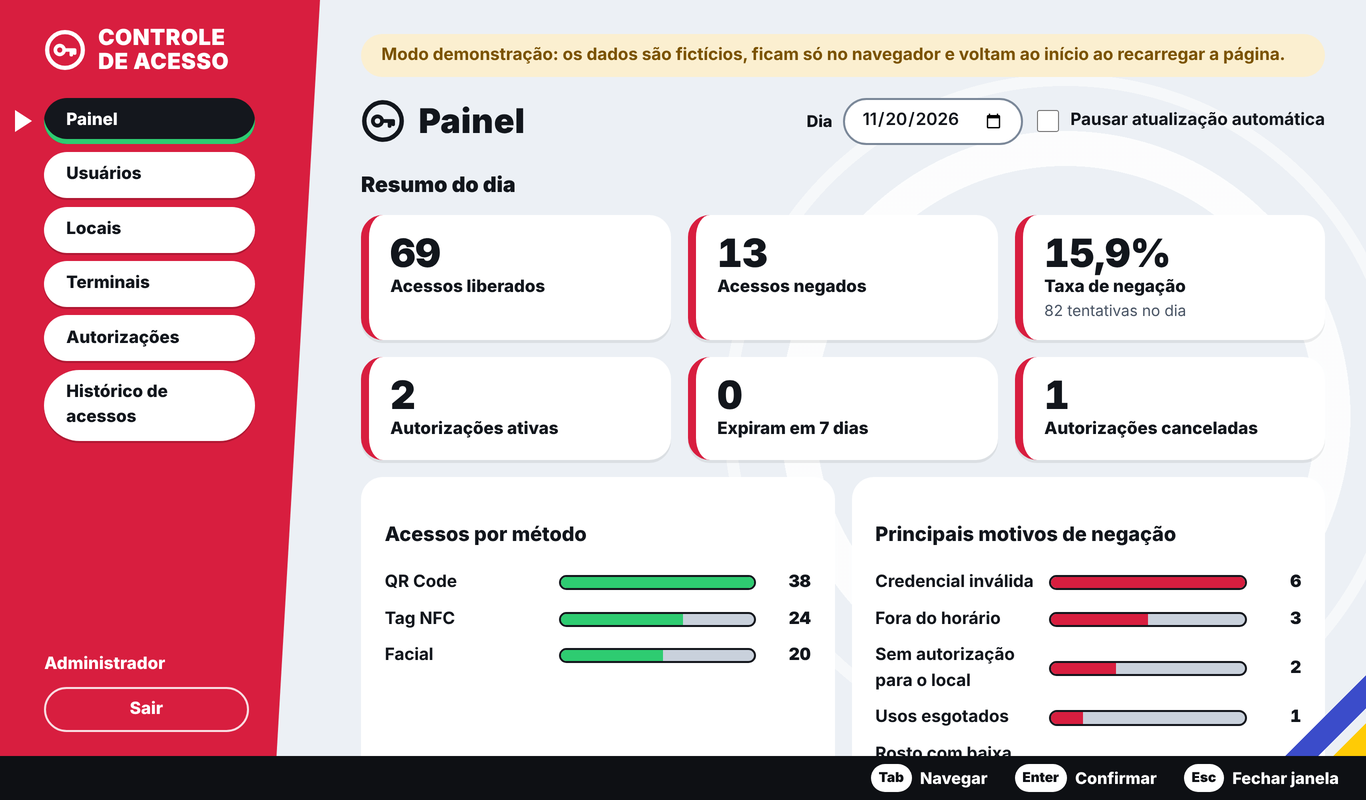 CONTROLE
DE ACESSO
Painel
Usuários
Locais
Terminais
Autorizações
Histórico de
acessos
Administrador
Sair
Modo demonstração: os dados são fictícios, ficam só no navegador e voltam ao início ao recarregar a página.
Painel
Dia 11/20/2026 Pausar atualização automática
Resumo do dia
69
Acessos liberados
13
Acessos negados
15,9%
Taxa de negação
82 tentativas no dia
2
Autorizações ativas
0
Expiram em 7 dias
1
Autorizações canceladas
Acessos por método
QR Code 38
Tag NFC 24
Facial 20
Principais motivos de negação
Credencial inválida 6
Fora do horário 3
Sem autorização
para o local 2
Usos esgotados 1
Rosto com baixa
Tab Navegar Enter Confirmar Esc Fechar janela